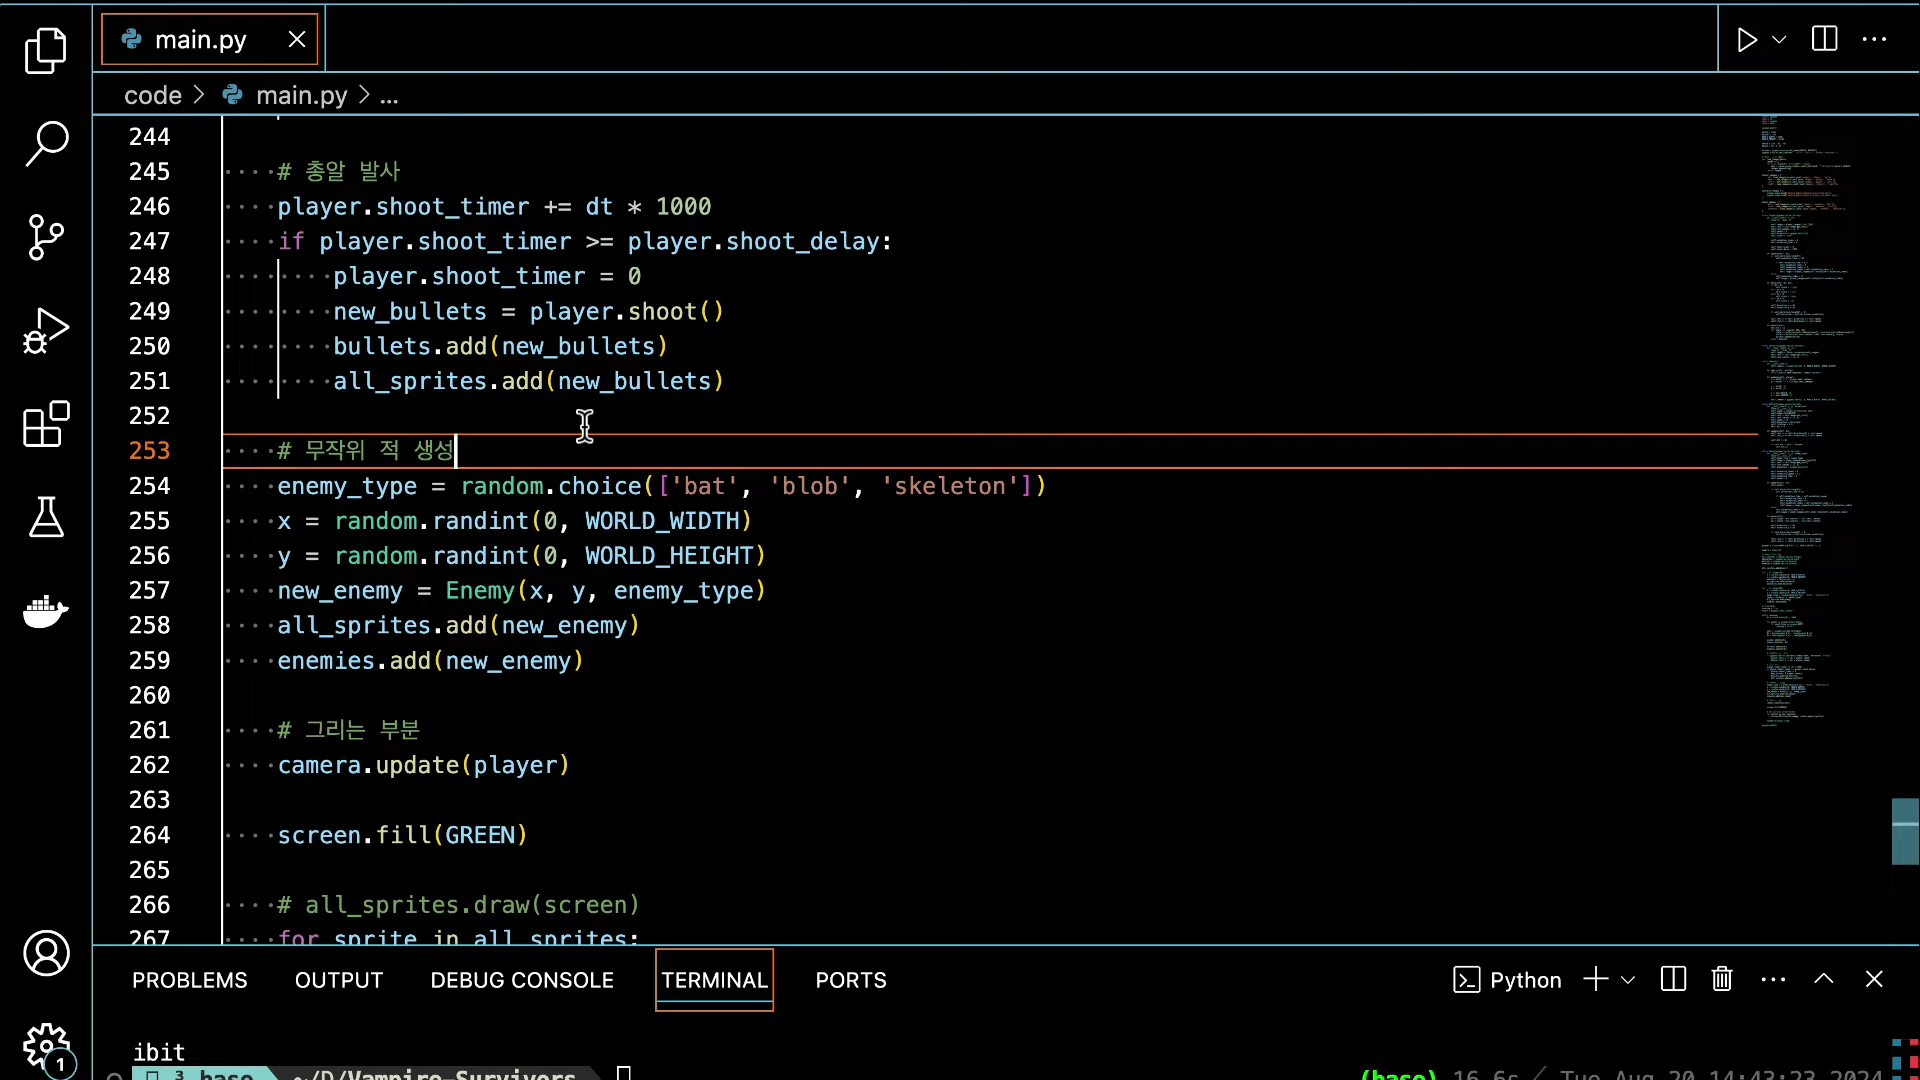 main.py
code > main.py > ...
244
245 # 총알 발사
246 player.shoot_timer += dt * 1000
247 if player.shoot_timer >= player.shoot_delay:
248 player.shoot_timer = 0
249 new_bullets = player.shoot()
250 bullets.add(new_bullets)
251 all_sprites.add(new_bullets)
252
253 # 무작위 적 생성
254 enemy_type = random.choice(['bat', 'blob', 'skeleton'])
255 x = random.randint(0, WORLD_WIDTH)
256 y = random.randint(0, WORLD_HEIGHT)
257 new_enemy = Enemy(x, y, enemy_type)
258 all_sprites.add(new_enemy)
259 enemies.add(new_enemy)
260
261 # 그리는 부분
262 camera.update(player)
263
264 screen.fill(GREEN)
265
266 # all_sprites.draw(screen)
267 for sprite in all_sprites:
PROBLEMS OUTPUT DEBUG CONSOLE TERMINAL PORTS Python
ibit
3 base ~/D/Vampire-Survivors (base) 16.6s / Tue Aug 20 14:43:23 2024
1